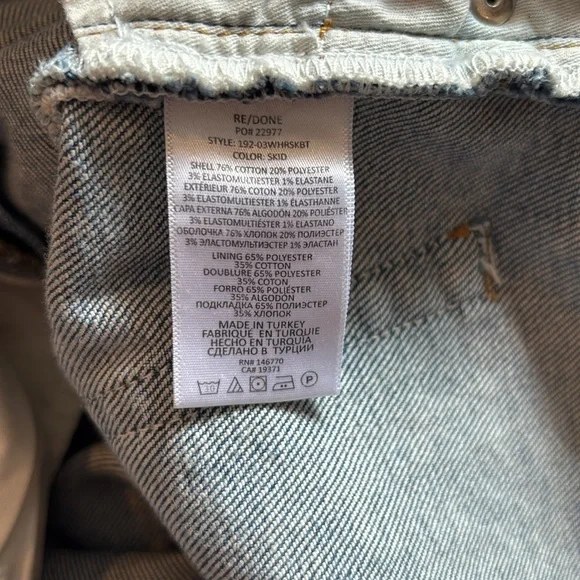 RE/DONE
PO# 22977
STYLE: 192-03WHRSKBT
COLOR: SKID
SHELL 76% COTTON 20% POLYESTER
3% ELASTOMULTIESTER 1% ELASTANE
EXTÉRIEUR 76% COTON 20% POLYESTER
3% ELASTOMULTIESTER 1% ÉLASTHANNE
CAPA EXTERNA 76% ALGODÓN 20% POLIÉSTER
3% ELASTOMULTIESTER 1% ELASTANO
ОБОЛОЧКА 76% ХЛОПОК 20% ПОЛИЭСТЕР
3% ЭЛАСТОМУЛЬТИЭСТЕР 1% ЭЛАСТАН
LINING 65% POLYESTER
35% COTTON
DOUBLURE 65% POLYESTER
35% COTON
FORRO 65% POLIÉSTER
35% ALGODÓN
ПОДКЛАДКА 65% ПОЛИЭСТЕР
35% ХЛОПОК
MADE IN TURKEY
FABRIQUE EN TURQUIE
HECHO EN TURQUIA
СДЕЛАНО В ТУРЦИИ
RN# 146770
CA# 19371
30
P